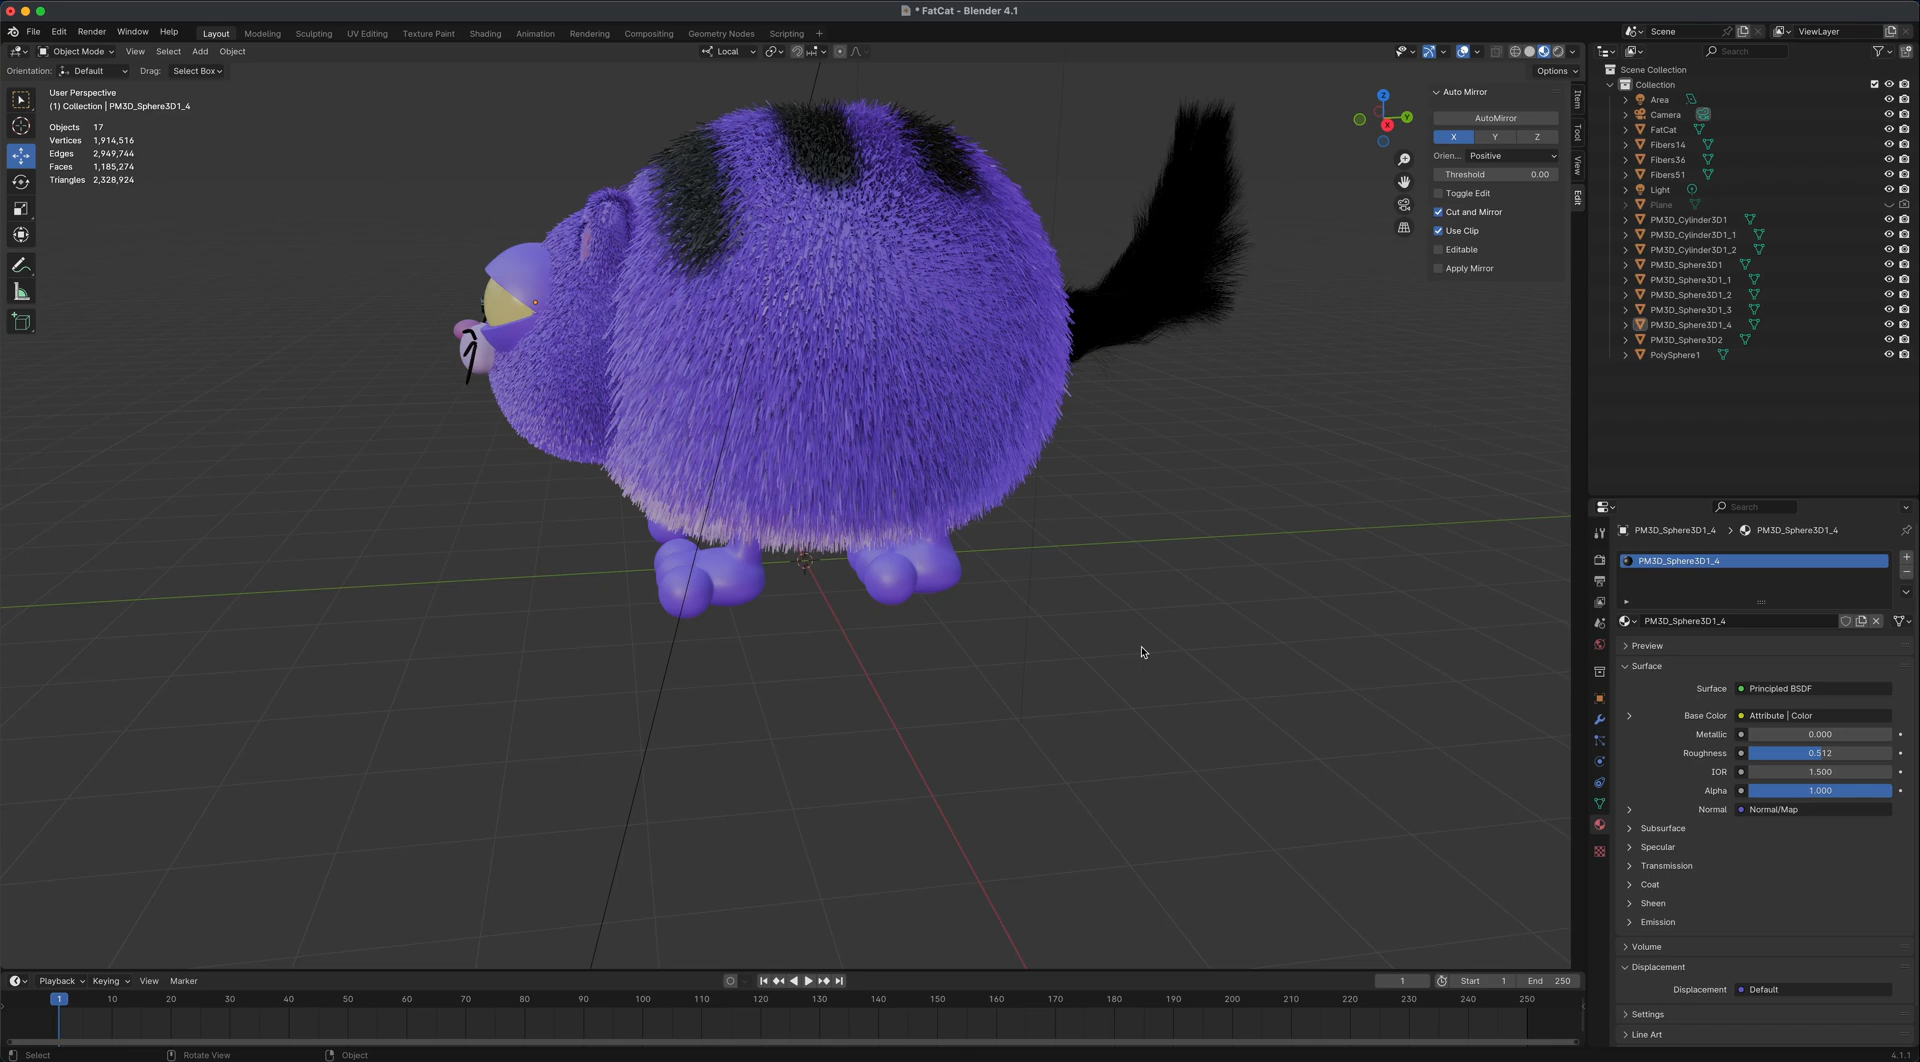 * FatCat - Blender 4.1
File Edit Render Window Help Layout Modeling Sculpting UV Editing Texture Paint Shading Animation Rendering Compositing Geometry Nodes Scripting + Scene ViewLayer
Object Mode View Select Add Object Local Search
Orientation: Default Drag: Select Box Options
User Perspective
(1) Collection | PM3D_Sphere3D1_4
Objects 17
Vertices 1,914,516
Edges 2,949,744
Faces 1,185,274
Triangles 2,328,924
Z
Y
X
Auto Mirror
AutoMirror
X Y Z
Orien... Positive
Threshold 0.00
Toggle Edit
Cut and Mirror
Use Clip
Editable
Apply Mirror
Item
Tool
View
Edit
Scene Collection
Collection
Area
Camera
FatCat
Fibers14
Fibers36
Fibers51
Light
Plane
PM3D_Cylinder3D1
PM3D_Cylinder3D1_1
PM3D_Cylinder3D1_2
PM3D_Sphere3D1
PM3D_Sphere3D1_1
PM3D_Sphere3D1_2
PM3D_Sphere3D1_3
PM3D_Sphere3D1_4
PM3D_Sphere3D2
PolySphere1
Search
PM3D_Sphere3D1_4 > PM3D_Sphere3D1_4
PM3D_Sphere3D1_4
PM3D_Sphere3D1_4
Preview
Surface
Surface Principled BSDF
Base Color Attribute | Color
Metallic 0.000
Roughness 0.512
IOR 1.500
Alpha 1.000
Normal Normal/Map
Subsurface
Specular
Transmission
Coat
Sheen
Emission
Volume
Displacement
Displacement Default
Settings
Line Art
Playback Keying View Marker 1 Start 1 End 250
1 10 20 30 40 50 60 70 80 90 100 110 120 130 140 150 160 170 180 190 200 210 220 230 240 250
Select Rotate View Object 4.1.1